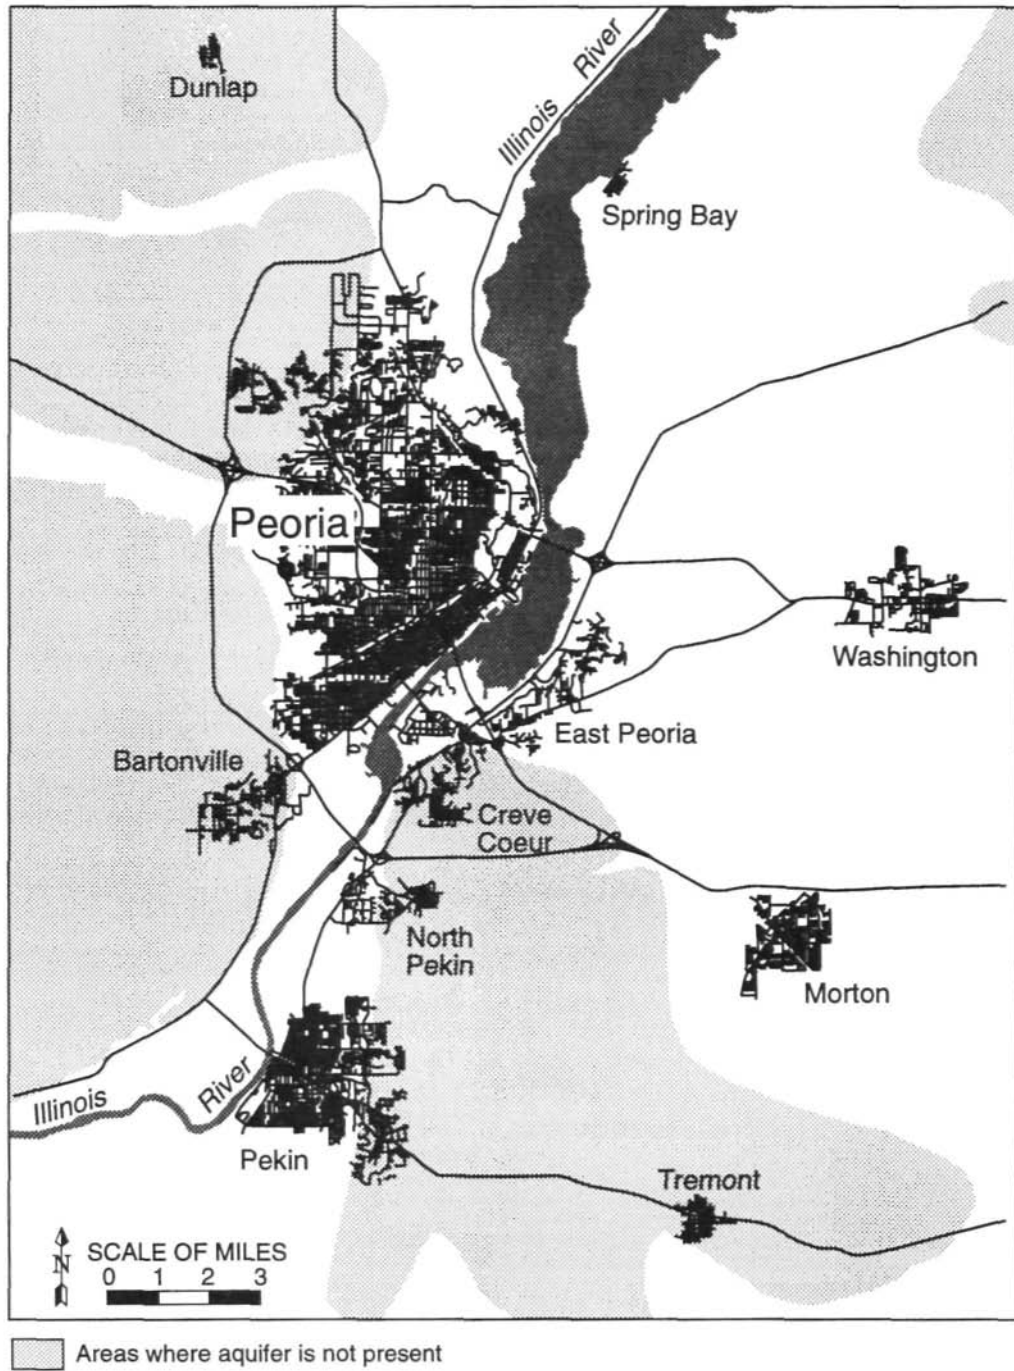 Dunlap
Illinois River
Spring Bay
Peoria
Washington
East Peoria
Bartonville
Creve
Coeur
North
Pekin
Morton
Illinois River
Pekin
Tremont
N
SCALE OF MILES
0 1 2 3
Areas where aquifer is not present